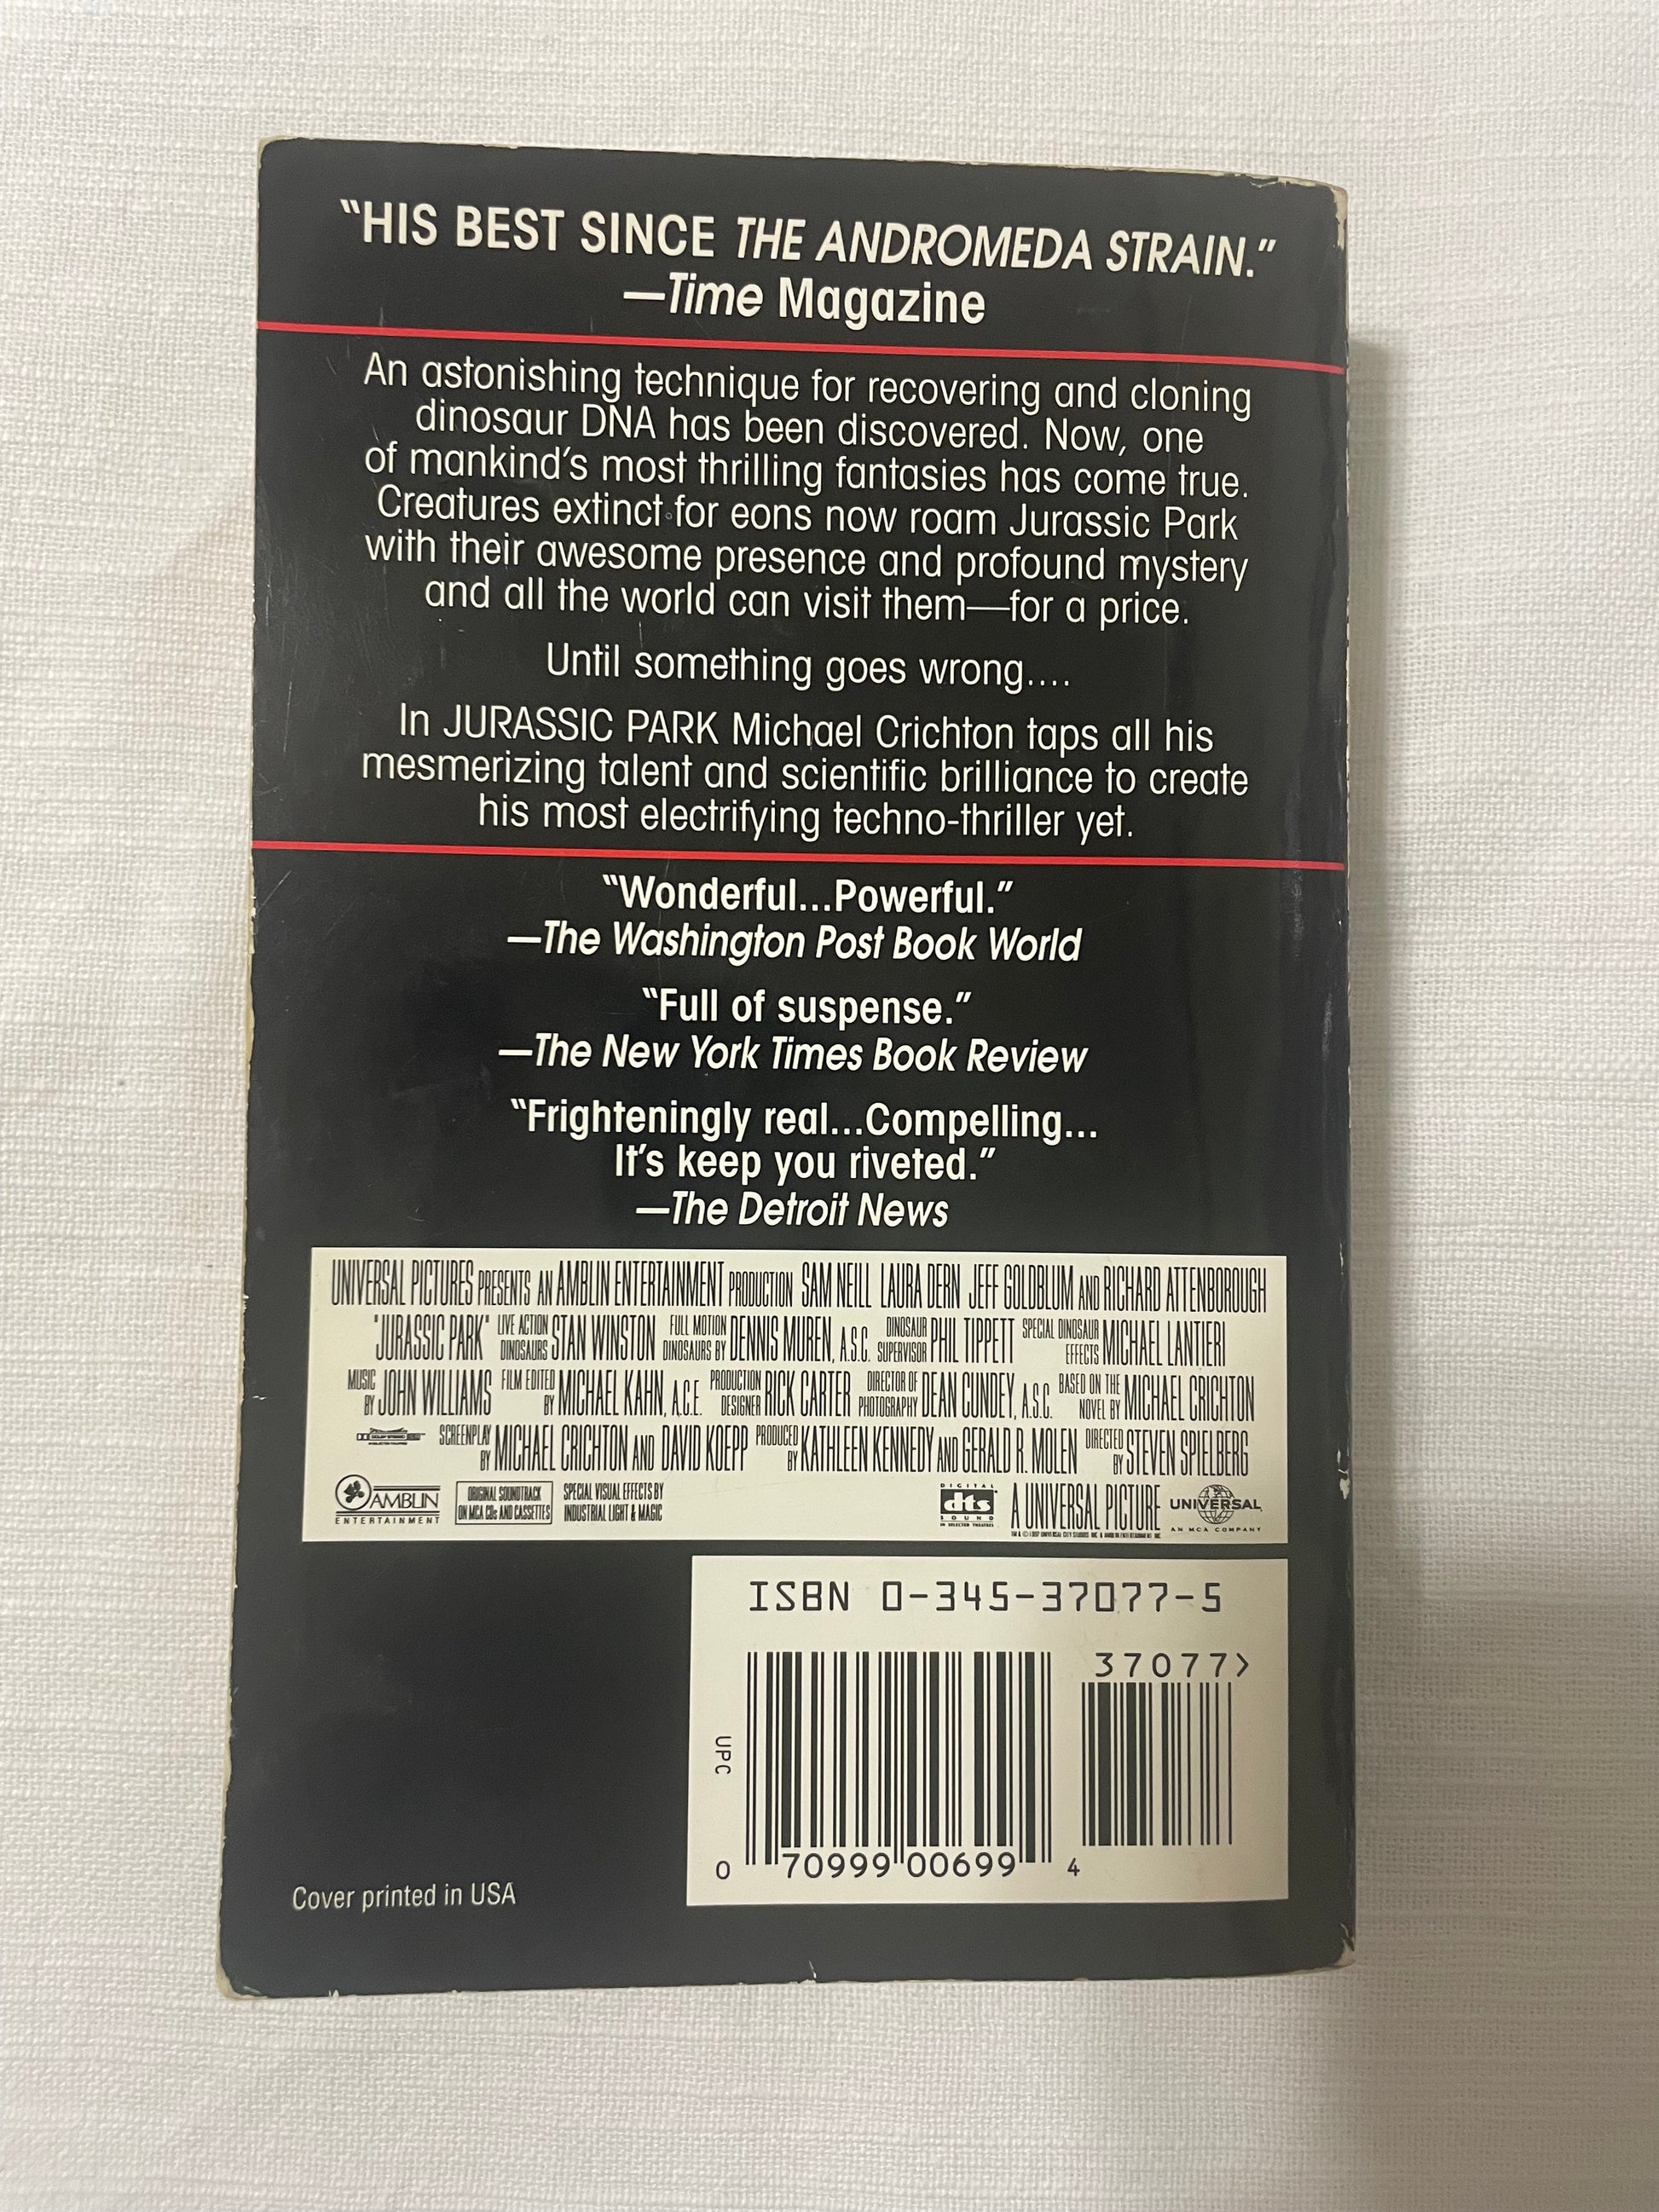 “HIS BEST SINCE THE ANDROMEDA STRAIN.”
—Time Magazine
An astonishing technique for recovering and cloning
dinosaur DNA has been discovered. Now, one
of mankind’s most thrilling fantasies has come true.
Creatures extinct for eons now roam Jurassic Park
with their awesome presence and profound mystery
and all the world can visit them—for a price.
Until something goes wrong....
In JURASSIC PARK Michael Crichton taps all his
mesmerizing talent and scientific brilliance to create
his most electrifying techno-thriller yet.
“Wonderful...Powerful.”
—The Washington Post Book World
“Full of suspense.”
—The New York Times Book Review
“Frighteningly real...Compelling...
It’s keep you riveted.”
—The Detroit News
UNIVERSAL PICTURES PRESENTS AN AMBLIN ENTERTAINMENT PRODUCTION SAM NEILL LAURA DERN JEFF GOLDBLUM AND RICHARD ATTENBOROUGH
"JURASSIC PARK" LIVE ACTION DINOSAURS STAN WINSTON FULL MOTION DINOSAURS BY DENNIS MUREN, A.S.C. DINOSAUR SUPERVISOR PHIL TIPPETT SPECIAL DINOSAUR EFFECTS MICHAEL LANTIERI
MUSIC BY JOHN WILLIAMS FILM EDITED BY MICHAEL KAHN, A.C.E. PRODUCTION DESIGNER RICK CARTER DIRECTOR OF PHOTOGRAPHY DEAN CUNDEY, A.S.C. BASED ON THE NOVEL BY MICHAEL CRICHTON
DOLBY STEREO SCREENPLAY BY MICHAEL CRICHTON AND DAVID KOEPP PRODUCED BY KATHLEEN KENNEDY AND GERALD R. MOLEN DIRECTED BY STEVEN SPIELBERG
AMBLIN ENTERTAINMENT ORIGINAL SOUNDTRACK ON MCA CDs AND CASSETTES SPECIAL VISUAL EFFECTS BY INDUSTRIAL LIGHT & MAGIC DIGITAL dts SOUND IN SELECTED THEATRES A UNIVERSAL PICTURE UNIVERSAL AN MCA COMPANY
ISBN 0-345-37077-5
37077>
UPC
0 70999 00699 4
Cover printed in USA